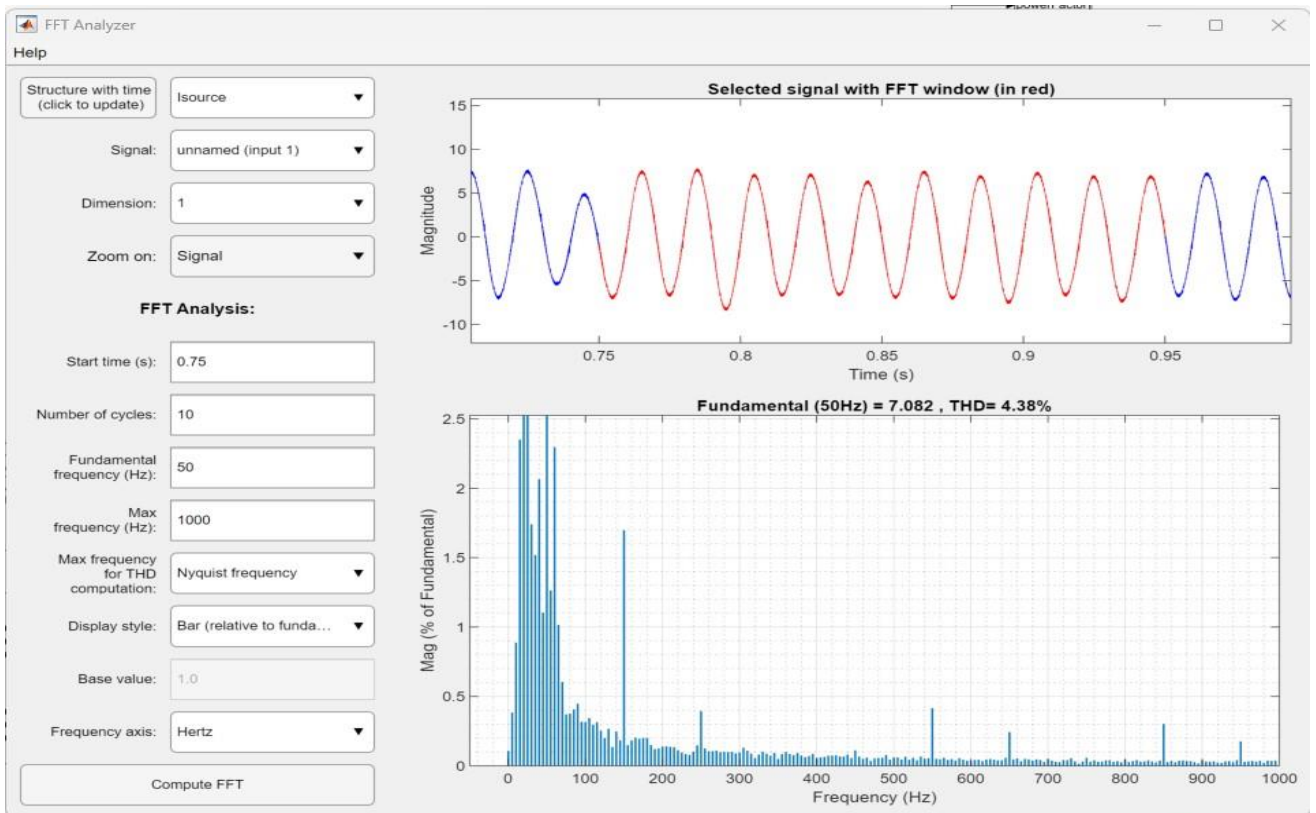 FFT Analyzer
Help
Structure with time
(click to update)
Isource
Signal:
unnamed (input 1)
Dimension:
1
Zoom on:
Signal
FFT Analysis:
Start time (s):
0.75
Number of cycles:
10
Fundamental
frequency (Hz):
50
Max
frequency (Hz):
1000
Max frequency
for THD
computation:
Nyquist frequency
Display style:
Bar (relative to funda...
Base value:
1.0
Frequency axis:
Hertz
Compute FFT
Selected signal with FFT window (in red)
15
10
5
0
-5
-10
Magnitude
0.75 0.8 0.85 0.9 0.95
Time (s)
Fundamental (50Hz) = 7.082 , THD= 4.38%
2.5
2
1.5
1
0.5
0
Mag (% of Fundamental)
0 100 200 300 400 500 600 700 800 900 1000
Frequency (Hz)